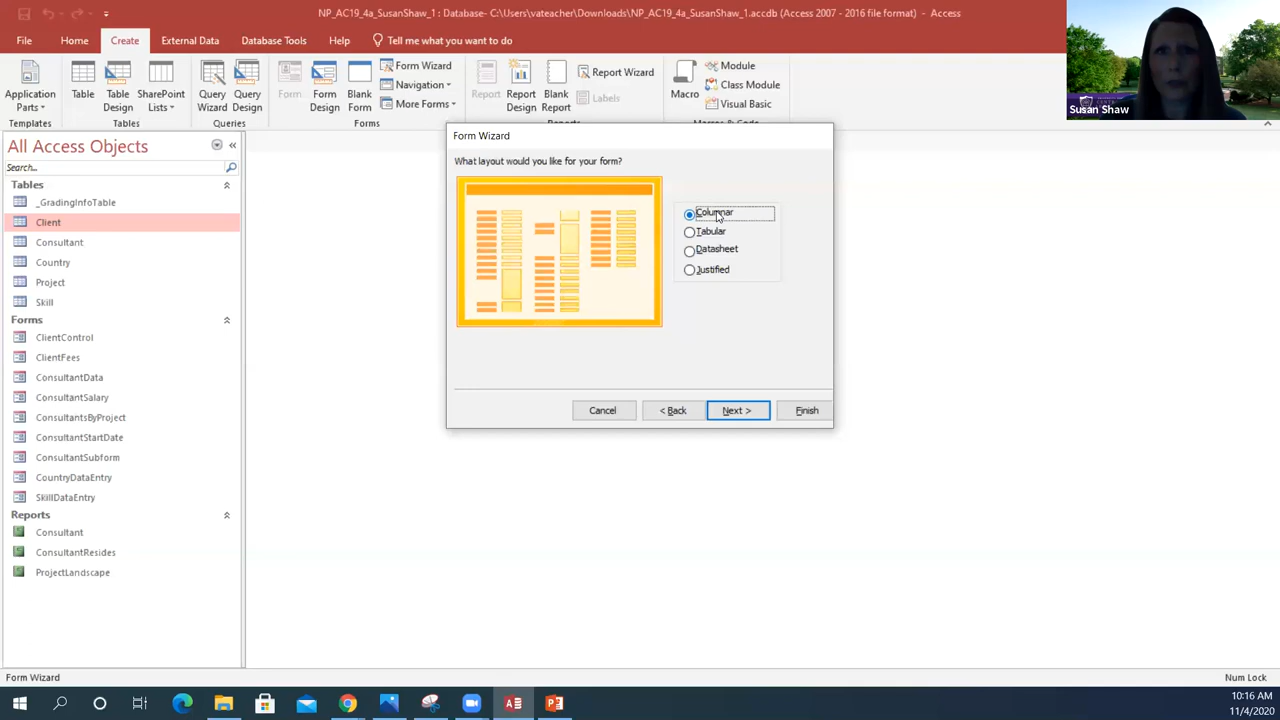 NP_AC19_4a_SusanShaw_1 : Database- C:\Users\vateacher\Downloads\NP_AC19_4a_SusanShaw_1.accdb (Access 2007 - 2016 file format) - Access
File Home Create External Data Database Tools Help Tell me what you want to do
Application Parts
Table
Table Design
SharePoint Lists
Query Wizard
Query Design
Form
Form Design
Blank Form
Form Wizard
Navigation
More Forms
Report
Report Design
Blank Report
Report Wizard
Labels
Macro
Module
Class Module
Visual Basic
Templates Tables Queries Forms
Susan Shaw
All Access Objects
Search...
Tables
_GradingInfoTable
Client
Consultant
Country
Project
Skill
Forms
ClientControl
ClientFees
ConsultantData
ConsultantSalary
ConsultantsByProject
ConsultantStartDate
ConsultantSubform
CountryDataEntry
SkillDataEntry
Reports
Consultant
ConsultantResides
ProjectLandscape
Form Wizard
What layout would you like for your form?
Columnar
Tabular
Datasheet
Justified
Cancel < Back Next > Finish
Form Wizard
Num Lock
10:16 AM
11/4/2020